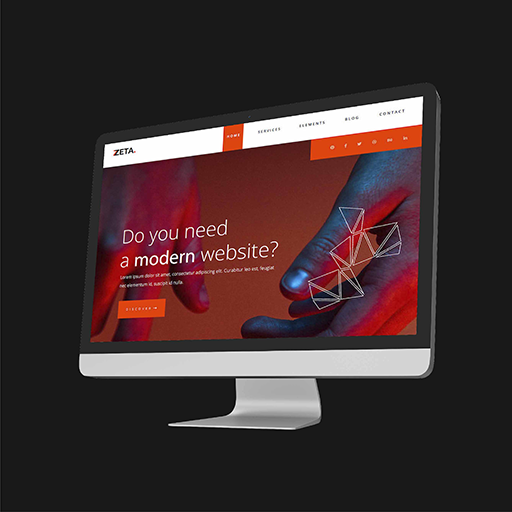 ZETA.
HOME SERVICES ELEMENTS BLOG CONTACT
Do you need
a modern website?
Lorem ipsum dolor sit amet, consectetur adipiscing elit. Curabitur leo est, feugiat
nec elementum id, suscipit id nulla.
DISCOVER